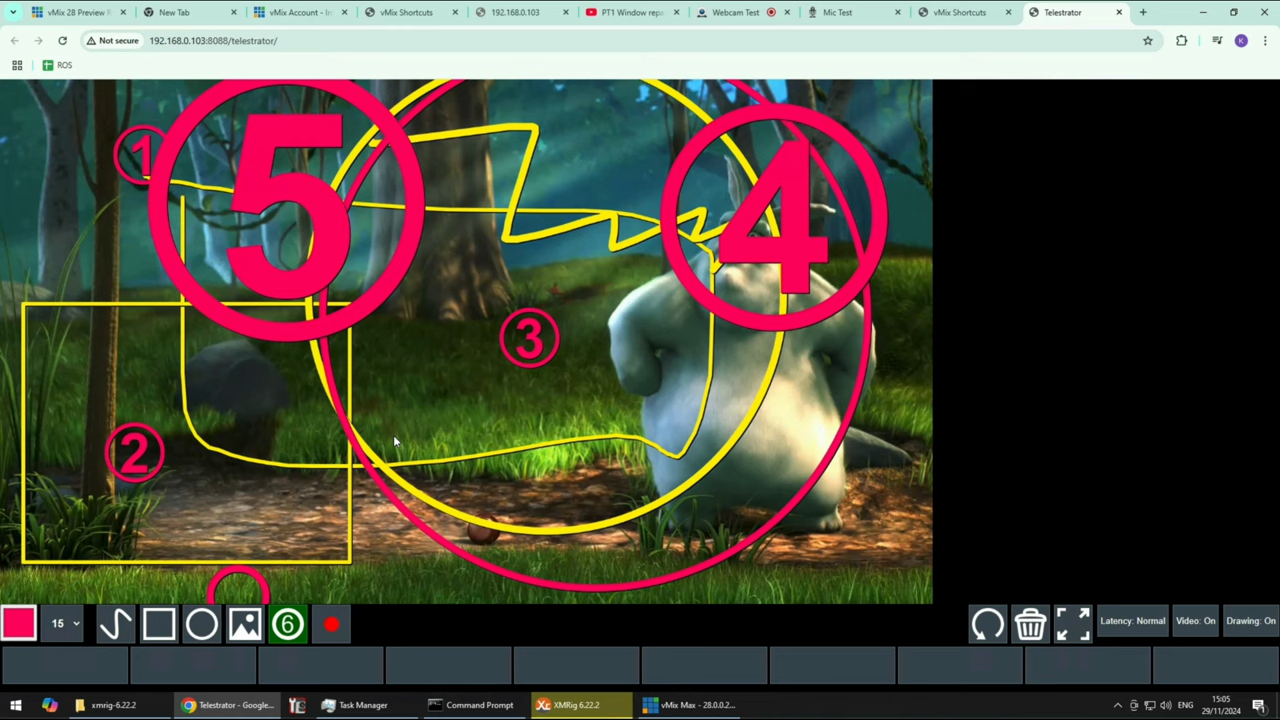 vMix 28 Preview
New Tab
vMix Account - In
vMix Shortcuts
192.168.0.103
PT1 Window repa
Webcam Test
Mic Test
vMix Shortcuts
Telestrator
Not secure
192.168.0.103:8088/telestrator/
K
ROS
1
5
4
3
2
15
6
Latency: Normal
Video: On
Drawing: On
xmrig-6.22.2
Telestrator - Google...
Task Manager
Command Prompt
XMRig 6.22.2
vMix Max - 28.0.0.2...
ENG
15:05
29/11/2024